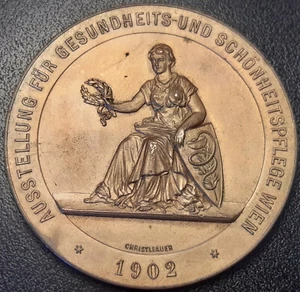 AUSSTELLUNG FÜR GESUNDHEITS-UND SCHÖNHEITSPFLEGE WIEN
CHRISTLBAUER
* 1902 *